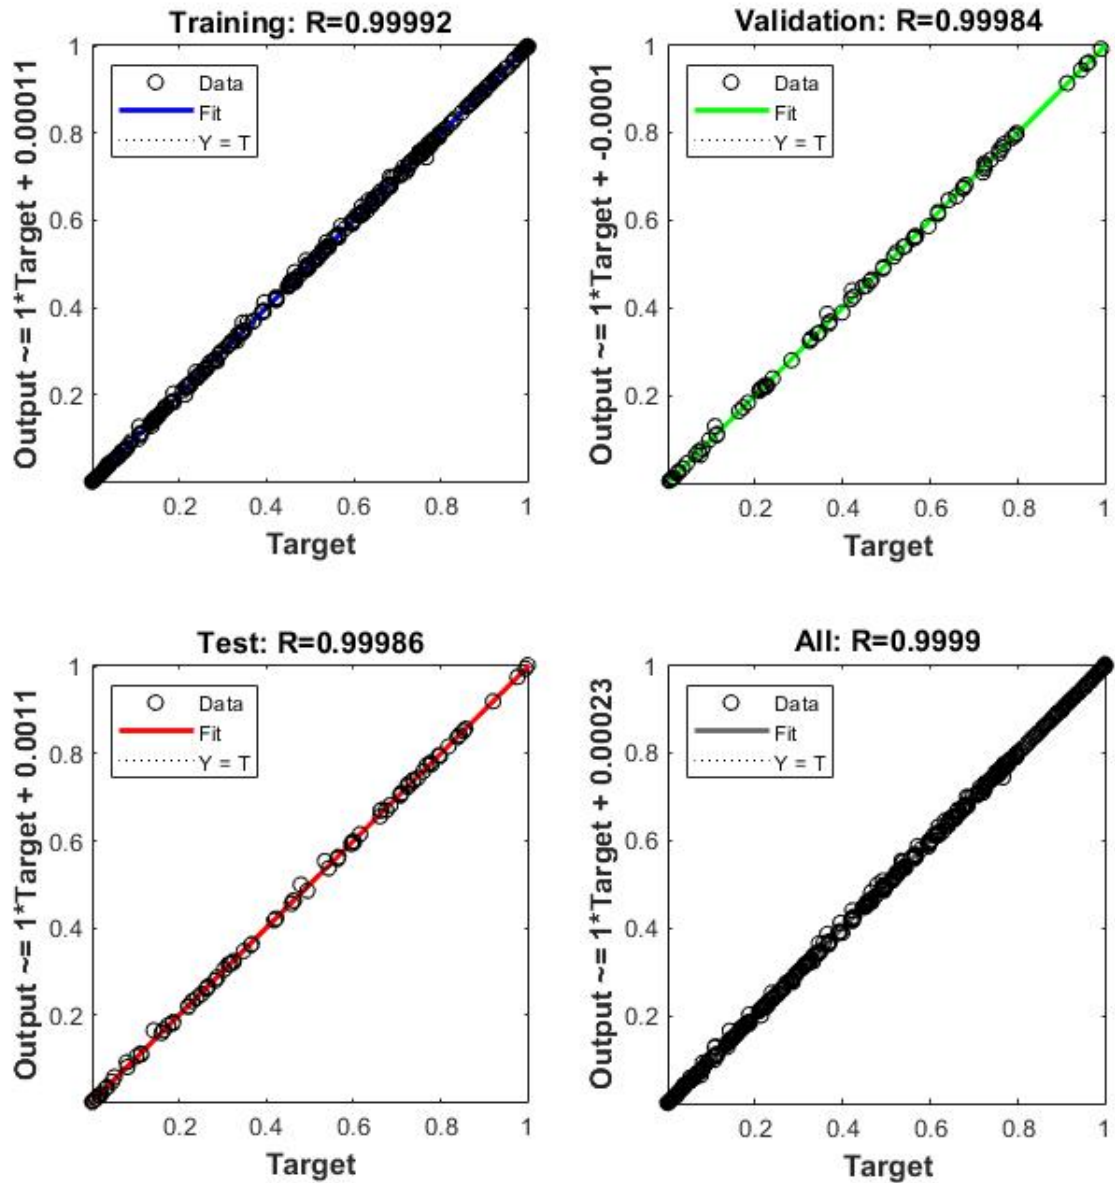 Training: R=0.99992
Output ~= 1*Target + 0.00011
1
0.8
0.6
0.4
0.2
Data
Fit
Y = T
0.2 0.4 0.6 0.8 1
Target
Validation: R=0.99984
Output ~= 1*Target + -0.0001
1
0.8
0.6
0.4
0.2
Data
Fit
Y = T
0.2 0.4 0.6 0.8 1
Target
Test: R=0.99986
Output ~= 1*Target + 0.0011
1
0.8
0.6
0.4
0.2
Data
Fit
Y = T
0.2 0.4 0.6 0.8 1
Target
All: R=0.9999
Output ~= 1*Target + 0.00023
1
0.8
0.6
0.4
0.2
Data
Fit
Y = T
0.2 0.4 0.6 0.8 1
Target